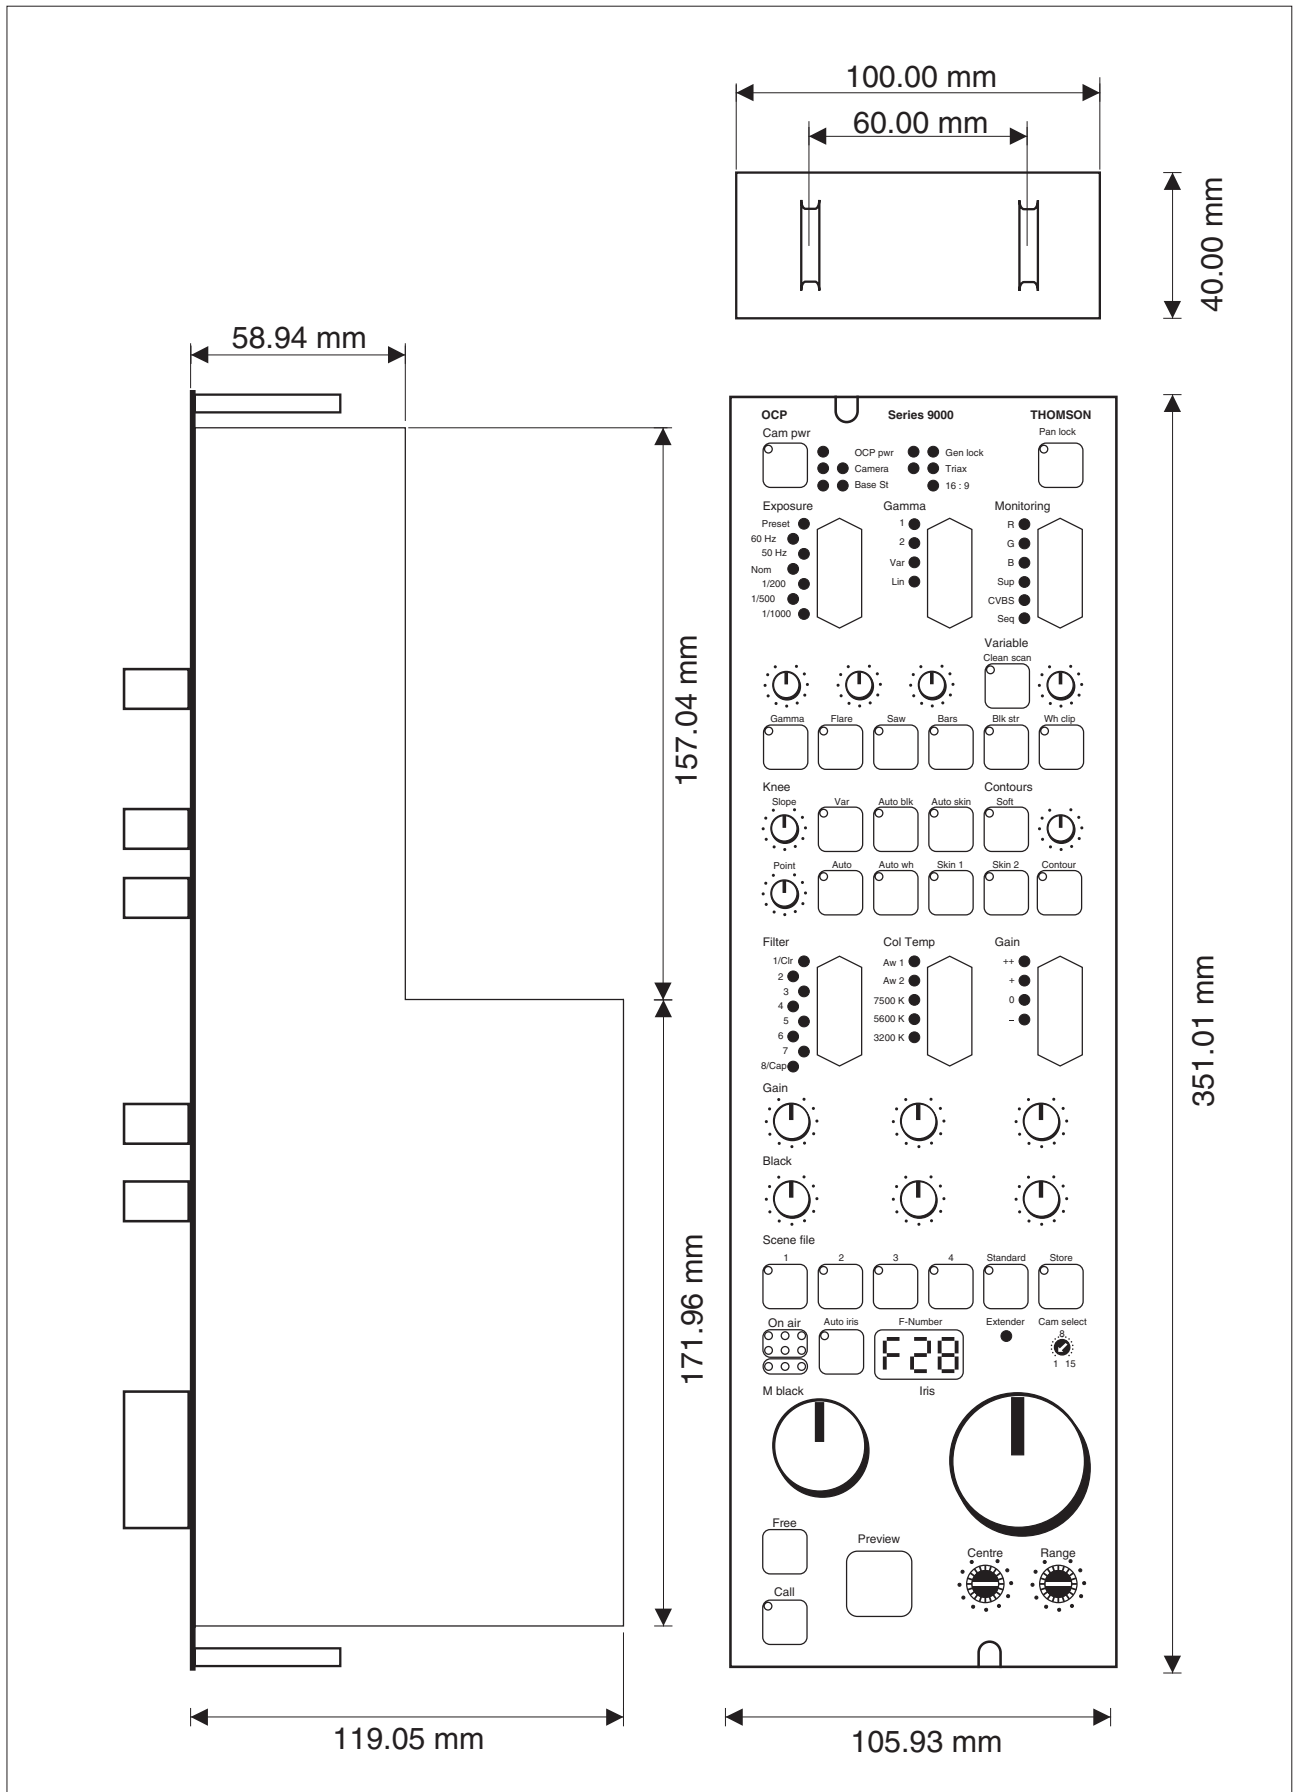 100.00 mm
60.00 mm
40.00 mm
58.94 mm
157.04 mm
171.96 mm
119.05 mm
OCP Series 9000 THOMSON
Cam pwr Pan lock
OCP pwr Gen lock
Camera Triax
Base St 16 : 9
Exposure Gamma Monitoring
Preset 1 R
60 Hz 2 G
50 Hz Var B
Nom Lin Sup
1/200 CVBS
1/500 Seq
1/1000
Variable
Clean scan
Gamma Flare Saw Bars Blk str Wh clip
Knee Contours
Slope Var Auto blk Auto skin Soft
Point Auto Auto wh Skin 1 Skin 2 Contour
Filter Col Temp Gain
1/Clr Aw 1 ++
2 Aw 2 +
3 7500 K 0
4 5600 K –
5 3200 K
6
7
8/Cap
Gain
Black
Scene file
1 2 3 4 Standard Store
On air Auto iris F-Number Extender Cam select
8
F28
1 15
M black Iris
Free
Preview
Centre Range
Call
351.01 mm
105.93 mm